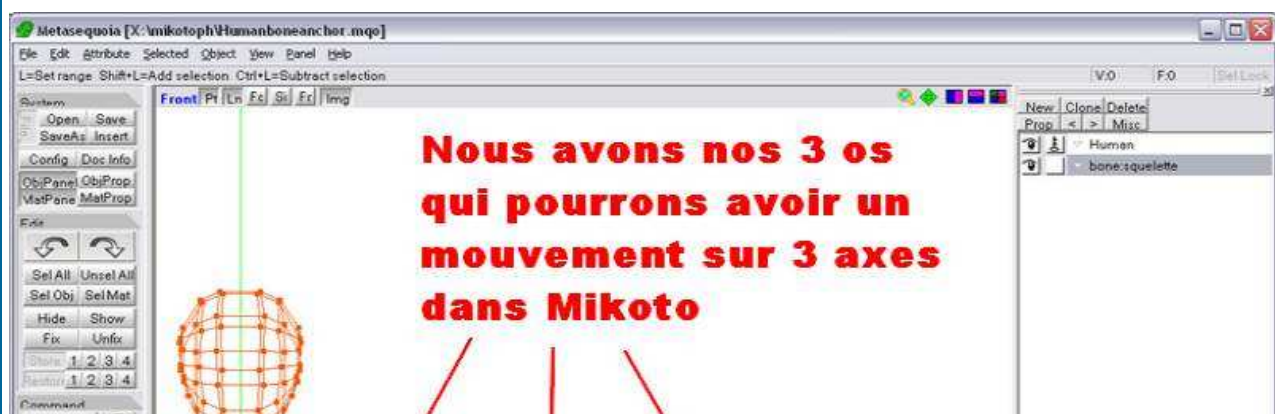 Metasequoia [X:\mikotoph\Humanboneanchor.mqo]
File Edit Attribute Selected Object View Panel Help
L=Set range Shift+L=Add selection Ctrl+L=Subtract selection V:0 F:0 Sel Lock
System
Front Pt Ln Fc Si Fr Img
New Clone Delete
Open Save
Prop < > Misc
SaveAs Insert
Human
Config Doc Info
bone:squelette
ObjPanel ObjProp
MatPane MatProp
Edit
Sel All Unsel All
Sel Obj Sel Mat
Hide Show
Fix Unfix
Store 1 2 3 4
Restore 1 2 3 4
Command
Nous avons nos 3 os
qui pourrons avoir un
mouvement sur 3 axes
dans Mikoto